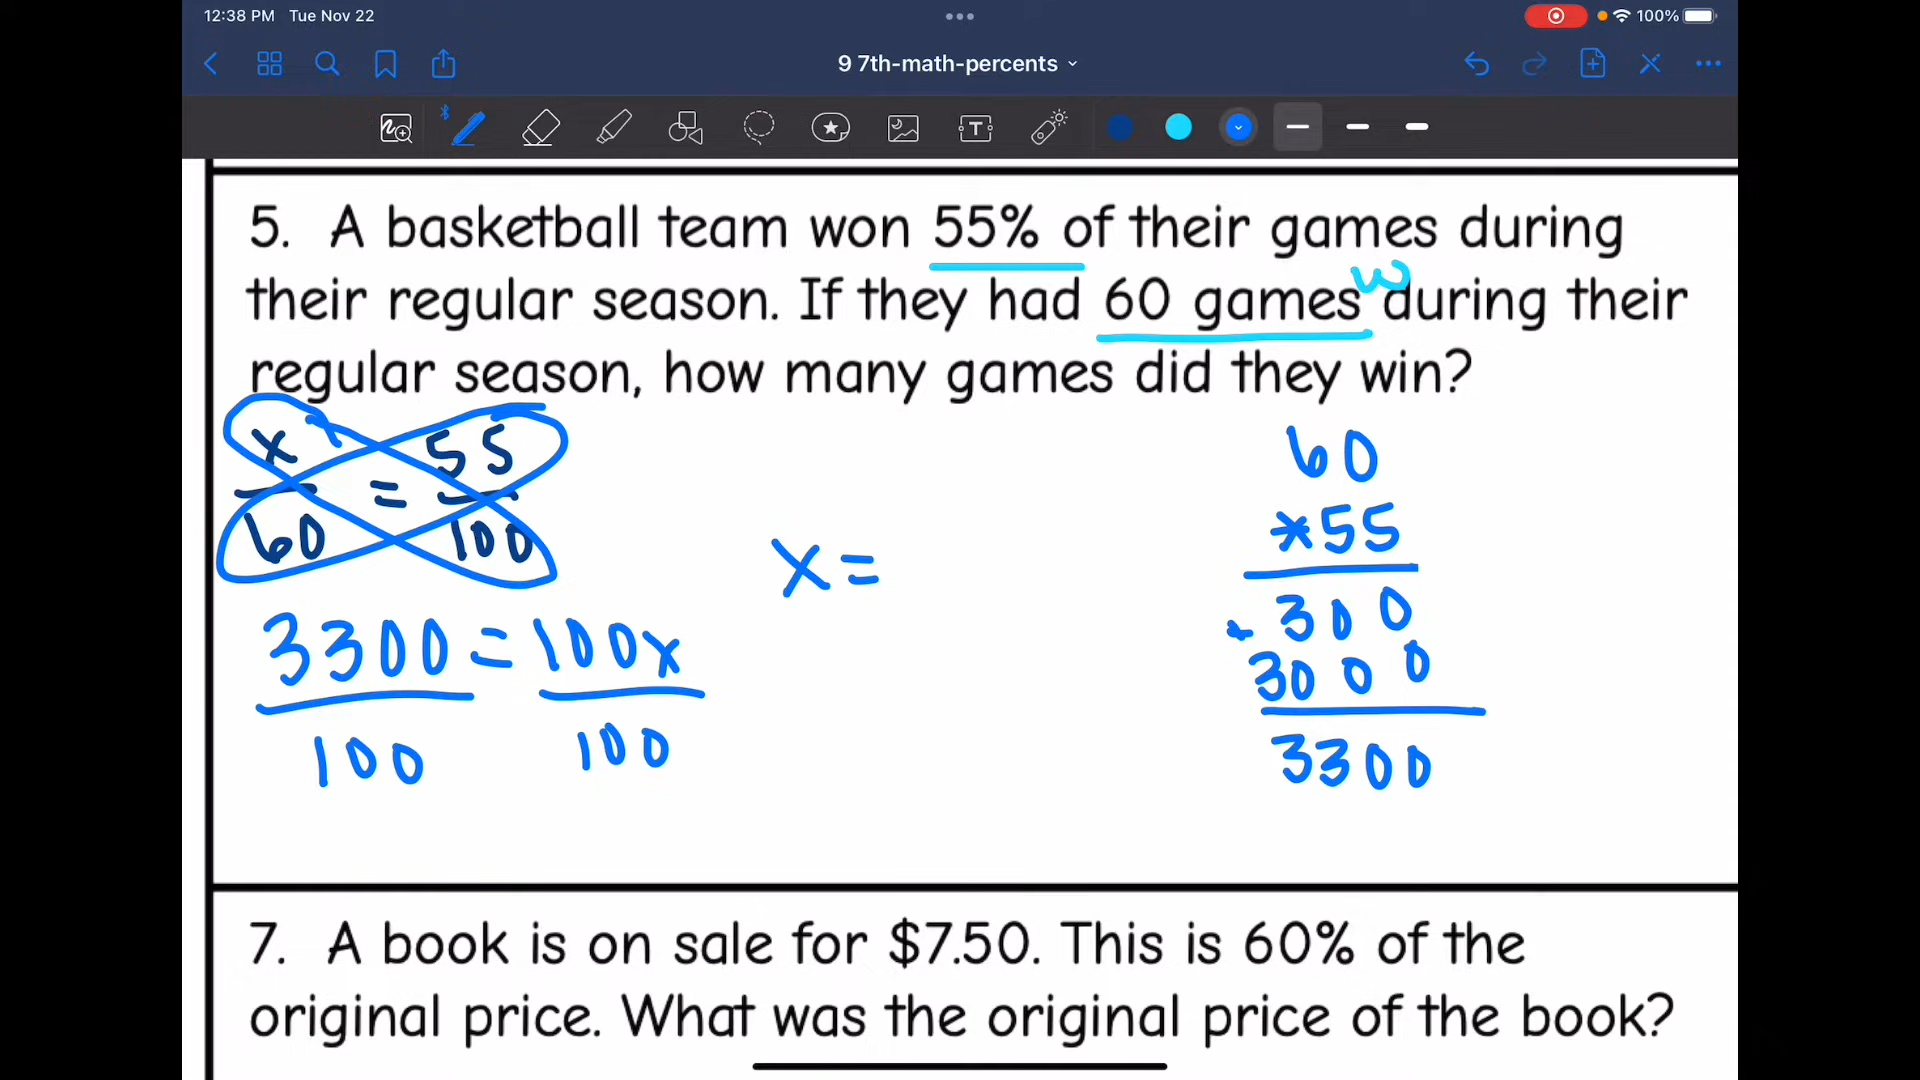 12:38 PM Tue Nov 22
100%
9 7th-math-percents
5. A basketball team won 55% of their games during
w
their regular season. If they had 60 games during their
regular season, how many games did they win?
x = 55
60 100
3300 = 100x
100 100
x =
60
*55
+ 300
3000
3300
7. A book is on sale for $7.50. This is 60% of the
original price. What was the original price of the book?